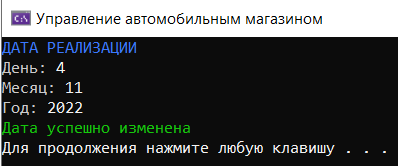 Управление автомобильным магазином
ДАТА РЕАЛИЗАЦИИ
День: 4
Месяц: 11
Год: 2022
Дата успешно изменена
Для продолжения нажмите любую клавишу . . .